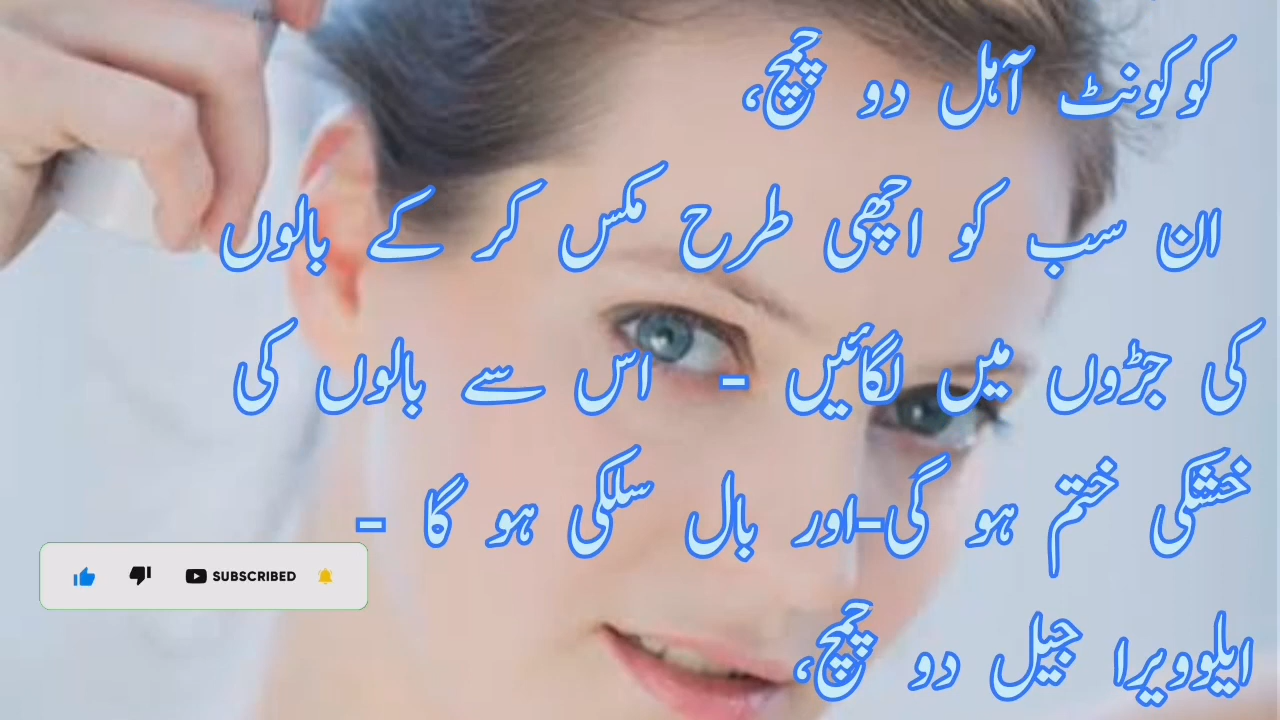 کوکونٹ آہل دو چمچ،
ان سب کو اچھی طرح مکس کر کے بالوں
کی جڑوں میں لگائیں - اس سے بالوں کی
خشکی ختم ہو گی-اور بال سلکی ہو گا -
SUBSCRIBED
ایلوویرا جیل دو چمچ،